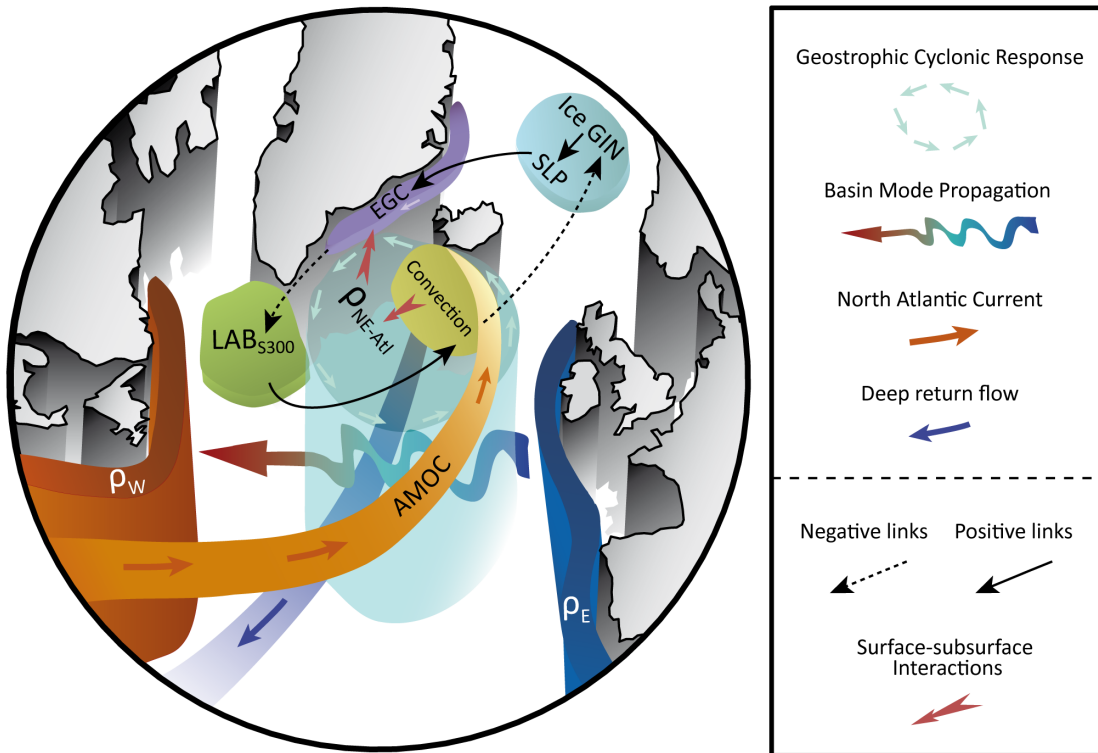 Ice GIN
SLP
EGC
Convection
ρNE-Atl
LABS300
AMOC
ρW
ρE
Geostrophic Cyclonic Response
Basin Mode Propagation
North Atlantic Current
Deep return flow
Negative links
Positive links
Surface-subsurface
Interactions